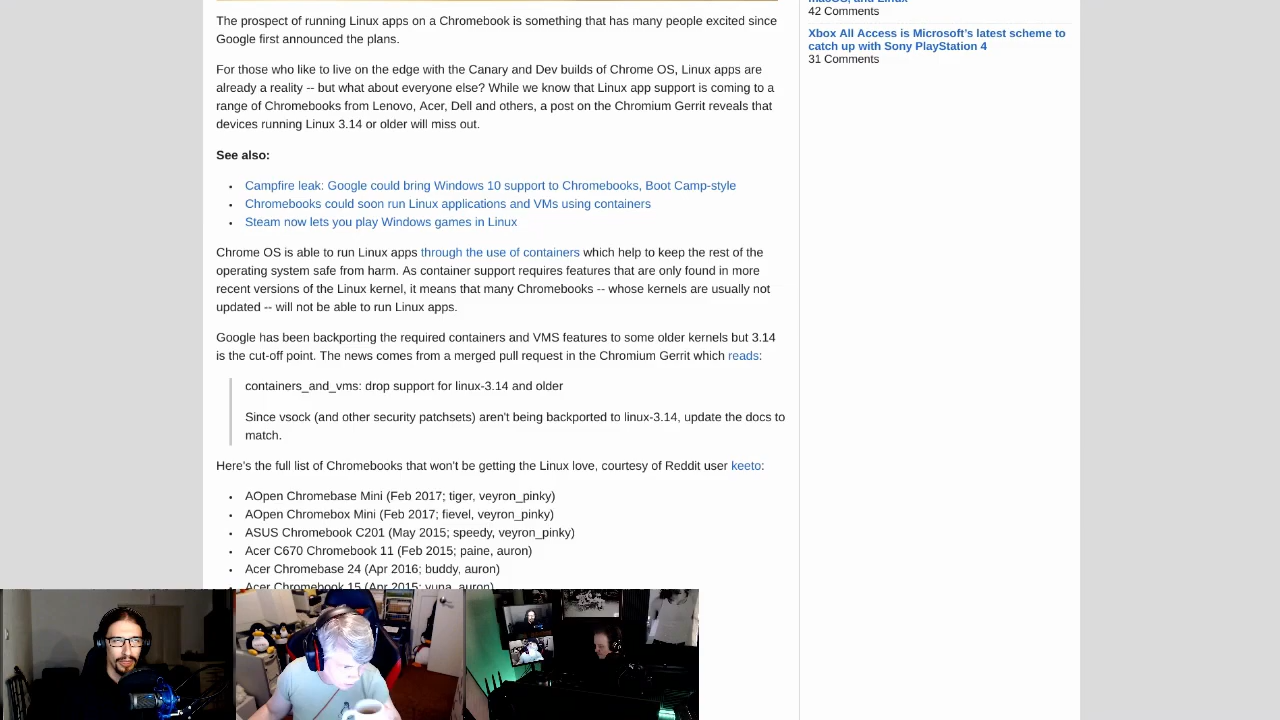 The prospect of running Linux apps on a Chromebook is something that has many people excited since
Google first announced the plans.
For those who like to live on the edge with the Canary and Dev builds of Chrome OS, Linux apps are
already a reality -- but what about everyone else? While we know that Linux app support is coming to a
range of Chromebooks from Lenovo, Acer, Dell and others, a post on the Chromium Gerrit reveals that
devices running Linux 3.14 or older will miss out.
See also:
• Campfire leak: Google could bring Windows 10 support to Chromebooks, Boot Camp-style
• Chromebooks could soon run Linux applications and VMs using containers
• Steam now lets you play Windows games in Linux
Chrome OS is able to run Linux apps through the use of containers which help to keep the rest of the
operating system safe from harm. As container support requires features that are only found in more
recent versions of the Linux kernel, it means that many Chromebooks -- whose kernels are usually not
updated -- will not be able to run Linux apps.
Google has been backporting the required containers and VMS features to some older kernels but 3.14
is the cut-off point. The news comes from a merged pull request in the Chromium Gerrit which reads:
containers_and_vms: drop support for linux-3.14 and older
Since vsock (and other security patchsets) aren't being backported to linux-3.14, update the docs to
match.
Here's the full list of Chromebooks that won't be getting the Linux love, courtesy of Reddit user keeto:
• AOpen Chromebase Mini (Feb 2017; tiger, veyron_pinky)
• AOpen Chromebox Mini (Feb 2017; fievel, veyron_pinky)
• ASUS Chromebook C201 (May 2015; speedy, veyron_pinky)
• Acer C670 Chromebook 11 (Feb 2015; paine, auron)
• Acer Chromebase 24 (Apr 2016; buddy, auron)
• Acer Chromebook 15 (Apr 2015; yuna, auron)
macOS, and Linux
42 Comments
Xbox All Access is Microsoft's latest scheme to
catch up with Sony PlayStation 4
31 Comments